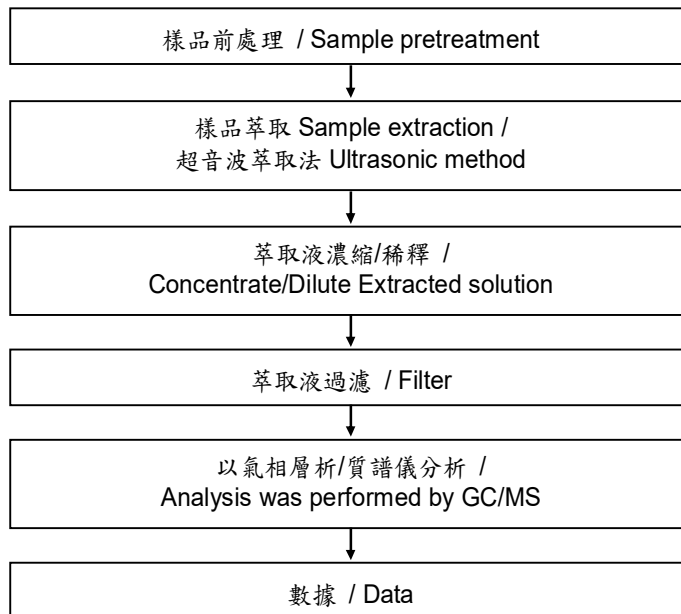 樣品前處理 / Sample pretreatment
樣品萃取 Sample extraction /
超音波萃取法 Ultrasonic method
萃取液濃縮/稀釋 /
Concentrate/Dilute Extracted solution
萃取液過濾 / Filter
以氣相層析/質譜儀分析 /
Analysis was performed by GC/MS
數據 / Data